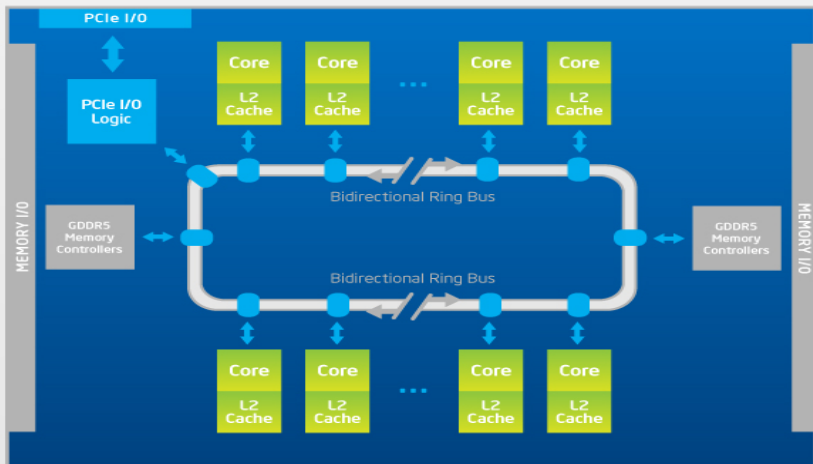 PCIe I/O
PCIe I/O
Logic
Core
L2
Cache
Core
L2
Cache
...
Core
L2
Cache
Core
L2
Cache
Bidirectional Ring Bus
MEMORY I/O
GDDR5
Memory
Controllers
GDDR5
Memory
Controllers
MEMORY I/O
Bidirectional Ring Bus
Core
L2
Cache
Core
L2
Cache
...
Core
L2
Cache
Core
L2
Cache